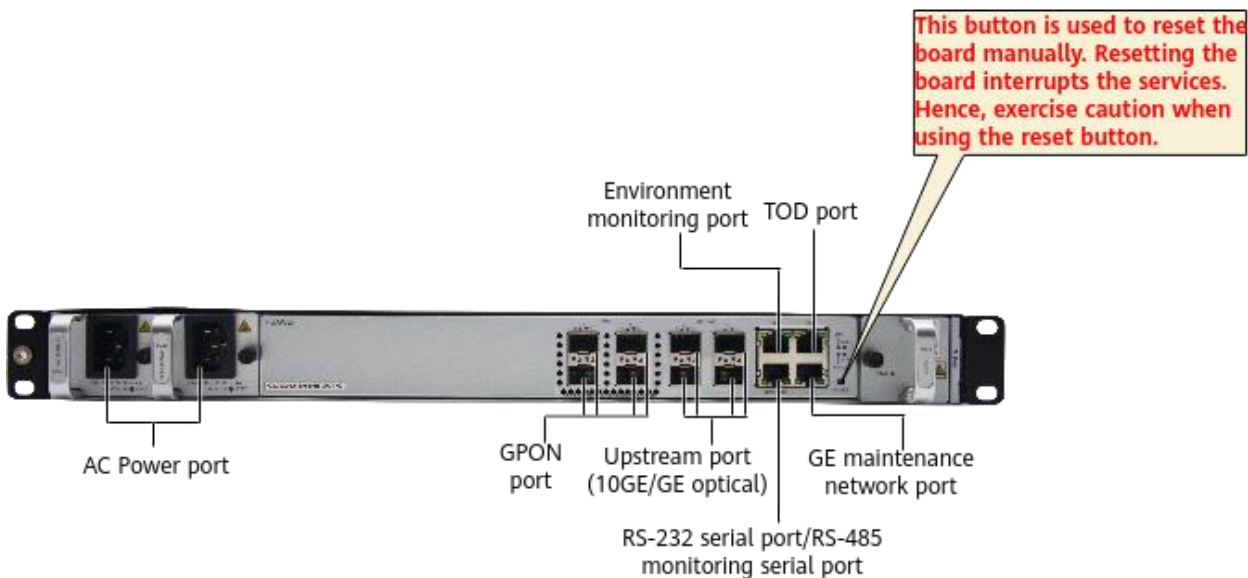 This button is used to reset the
board manually. Resetting the
board interrupts the services.
Hence, exercise caution when
using the reset button.
Environment
monitoring port
TOD port
AC Power port
GPON
port
Upstream port
(10GE/GE optical)
GE maintenance
network port
RS-232 serial port/RS-485
monitoring serial port